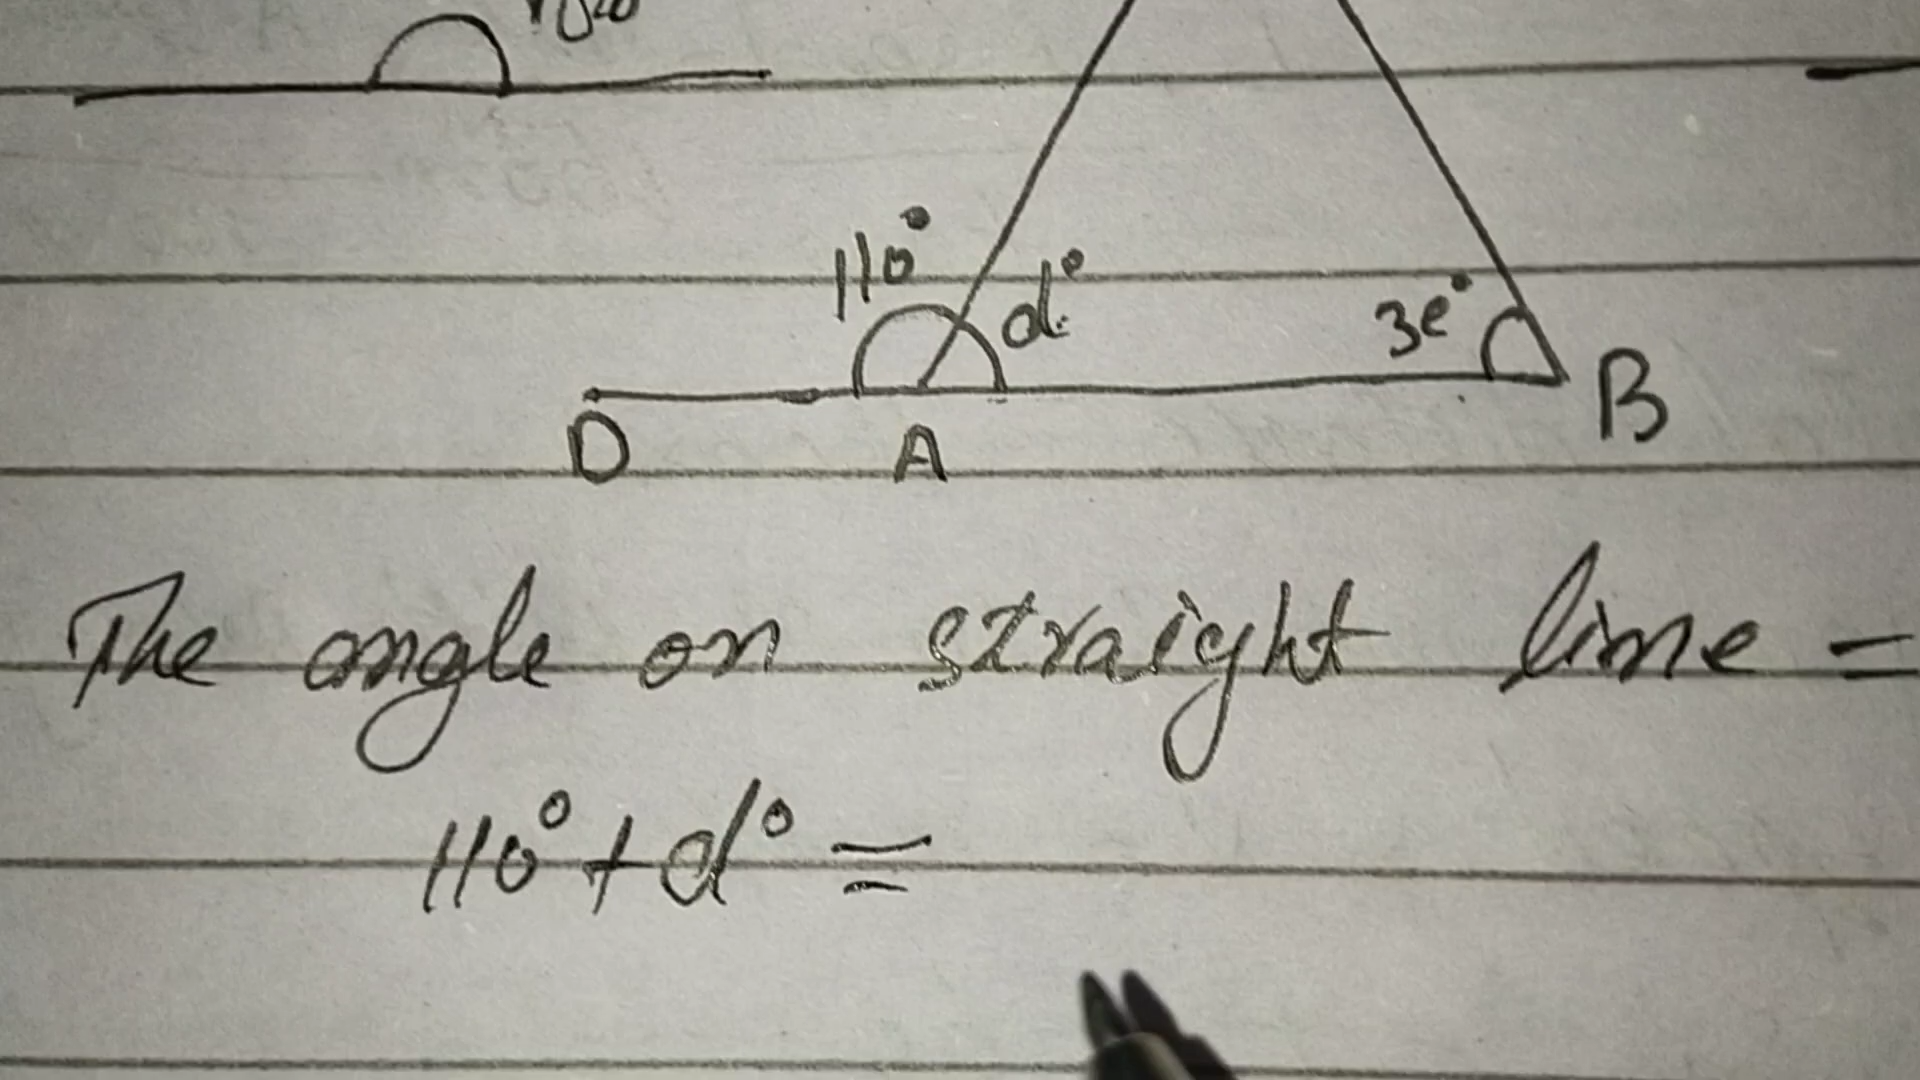 110° d° 3e°
D A B
The angle on straight line =
110° + d° =